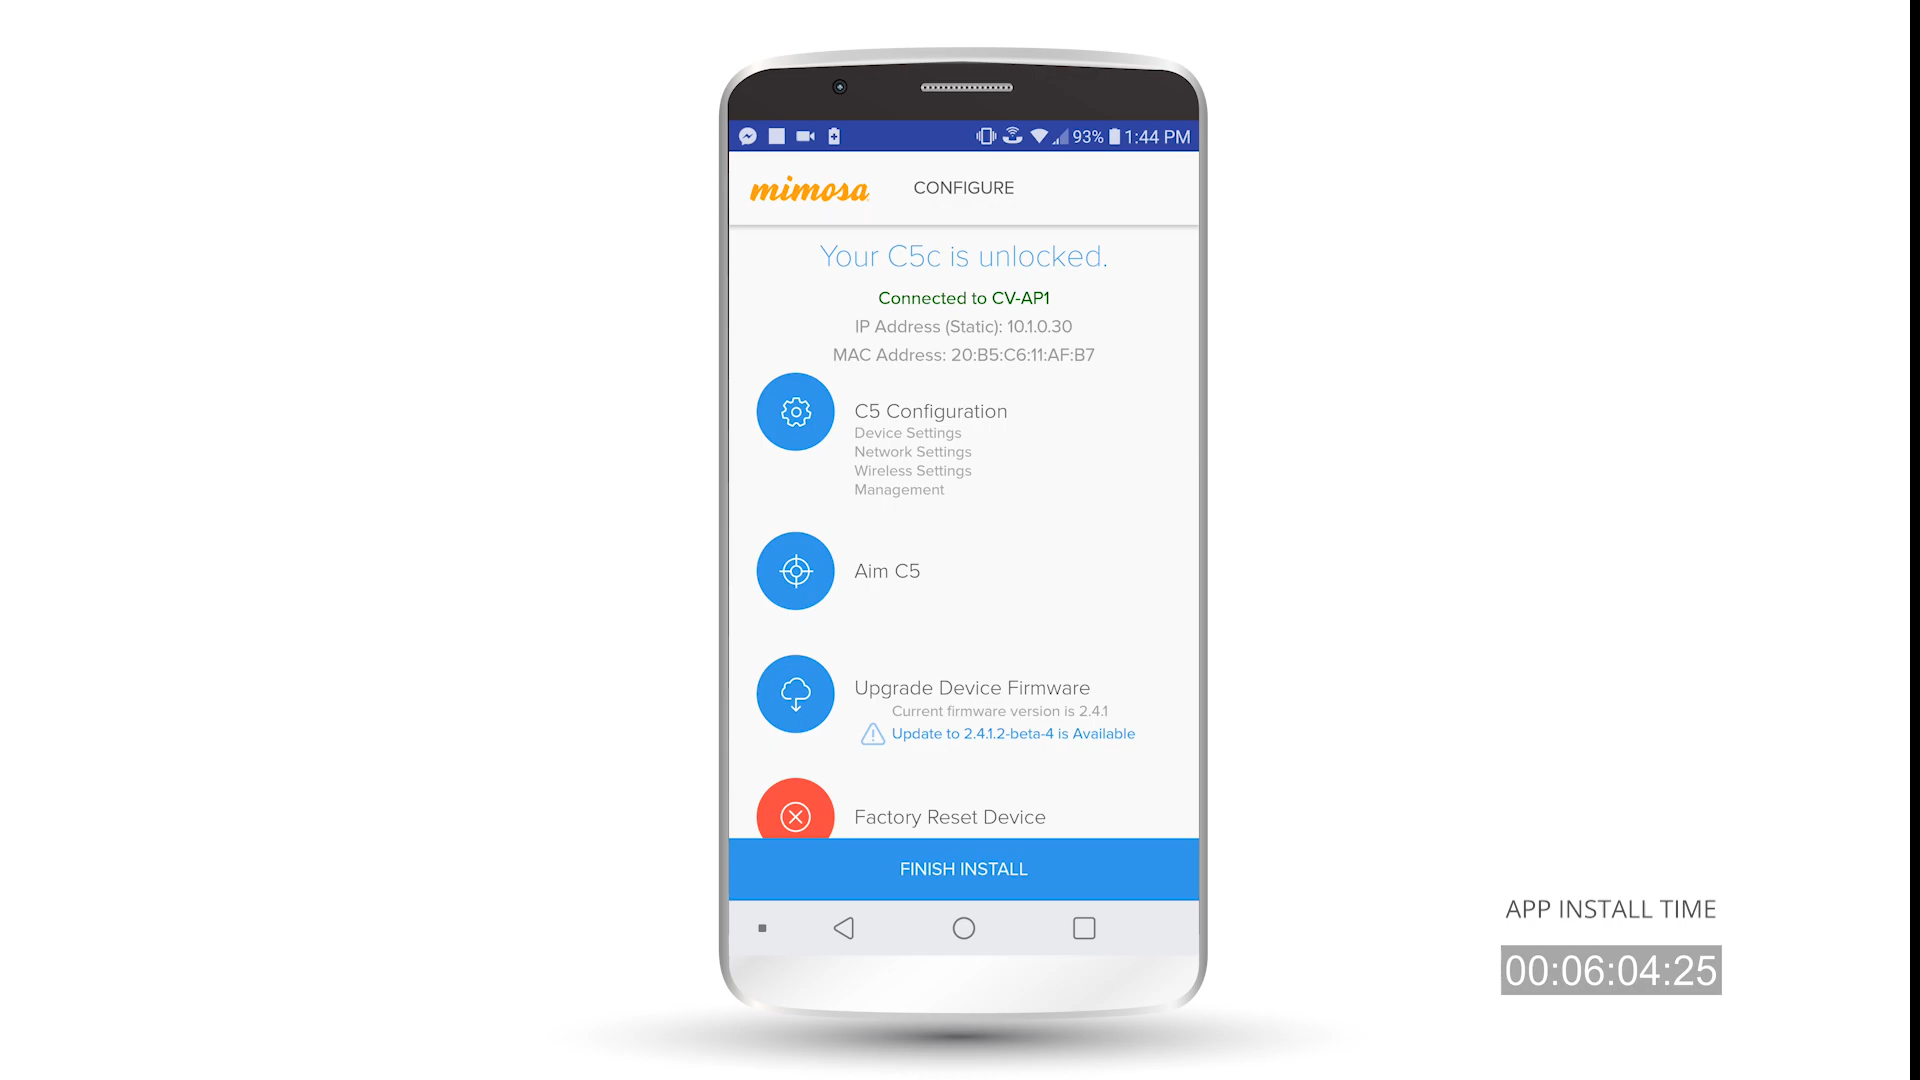 93% 1:44 PM
mimosa
CONFIGURE
Your C5c is unlocked.
Connected to CV-AP1
IP Address (Static): 10.1.0.30
MAC Address: 20:B5:C6:11:AF:B7
C5 Configuration
Device Settings
Network Settings
Wireless Settings
Management
Aim C5
Upgrade Device Firmware
Current firmware version is 2.4.1
Update to 2.4.1.2-beta-4 is Available
Factory Reset Device
FINISH INSTALL
APP INSTALL TIME
00:06:04:25